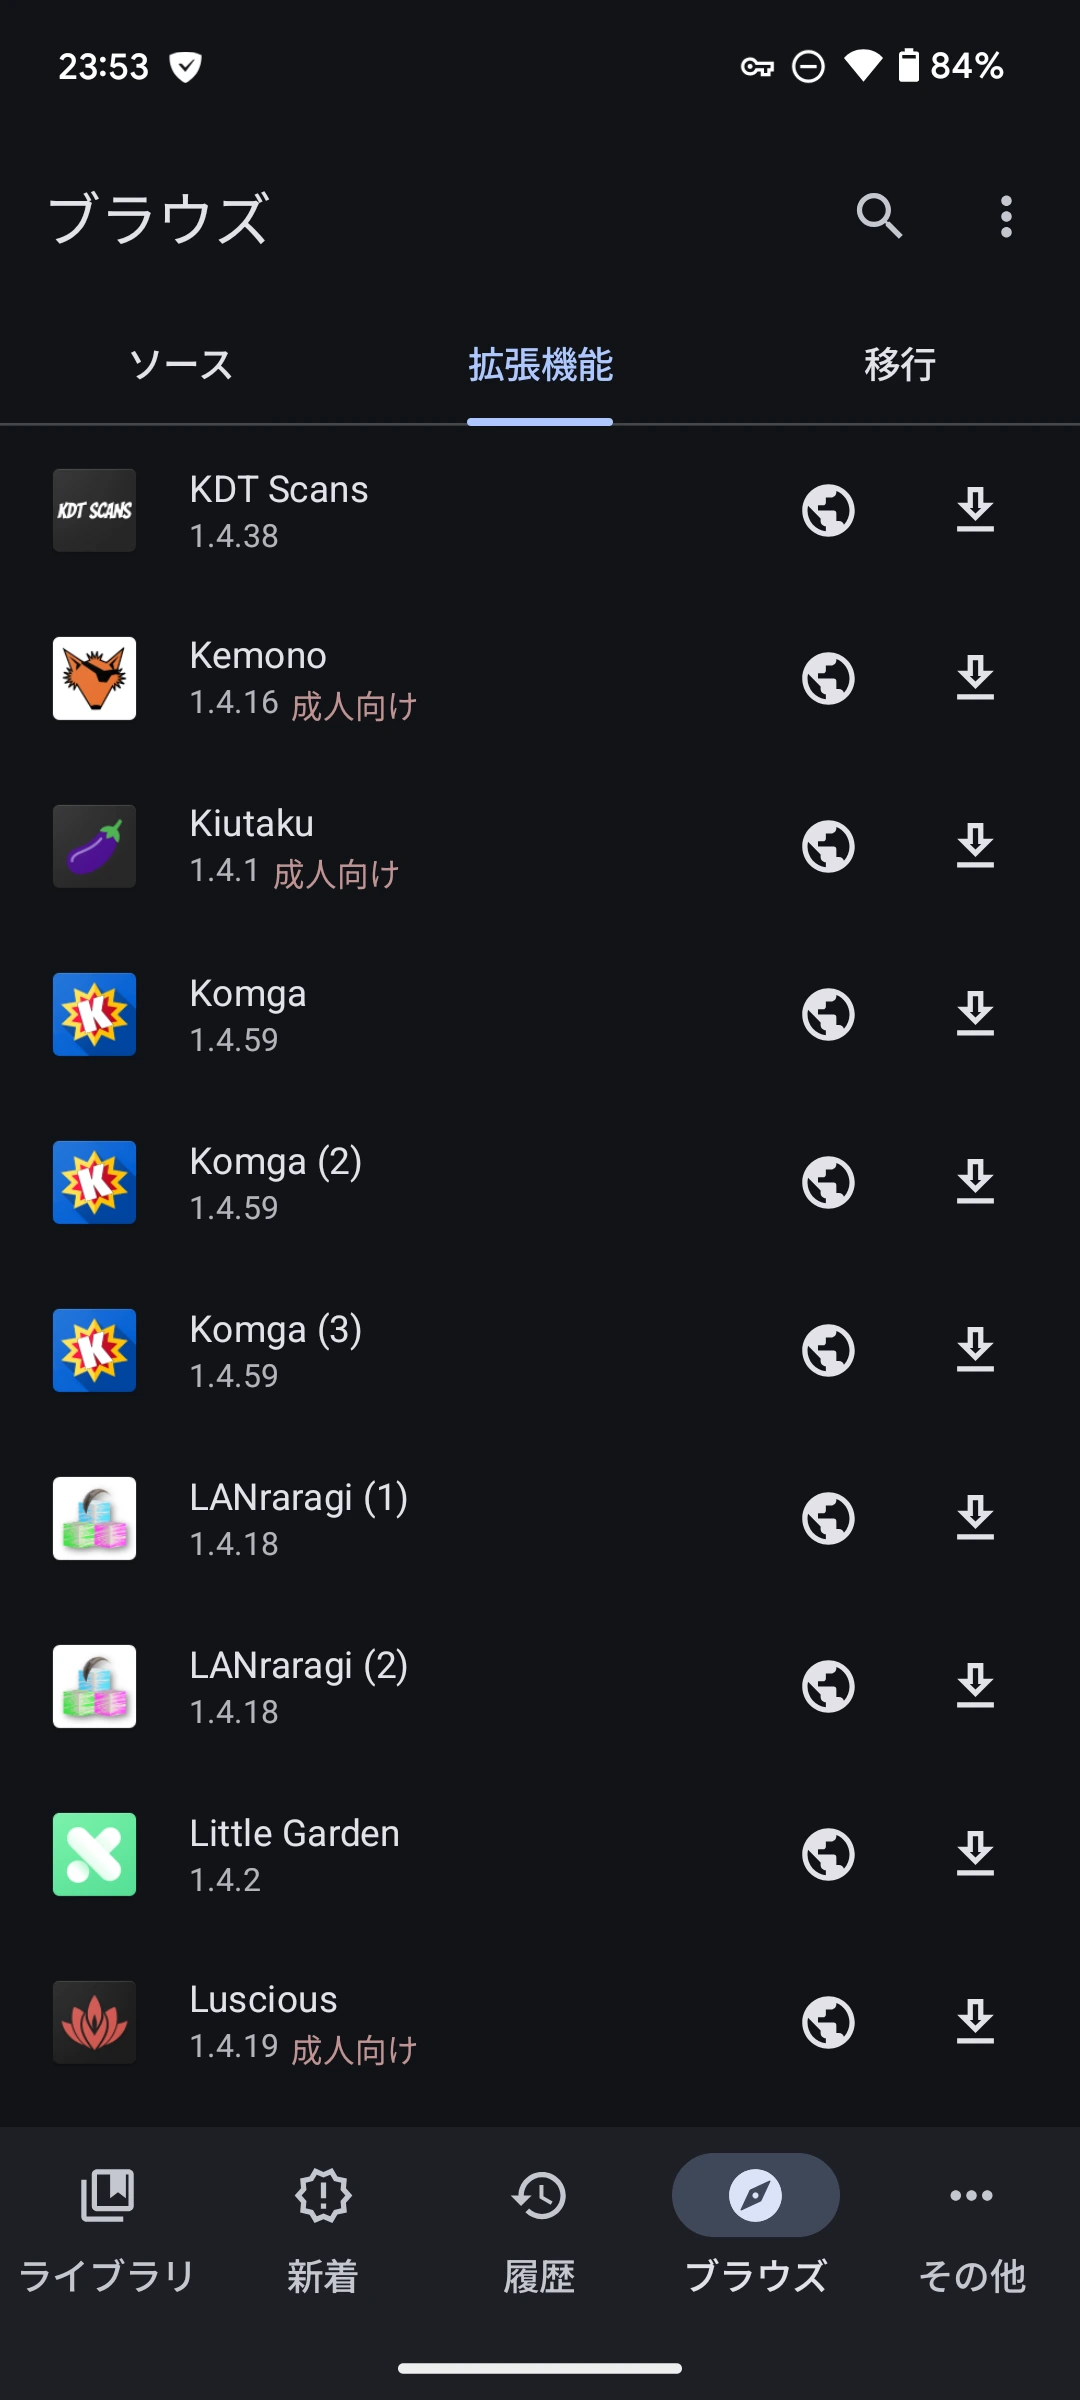 23:53 84%
ブラウズ
ソース 拡張機能 移行
KDT SCANS
KDT Scans
1.4.38
Kemono
1.4.16 成人向け
Kiutaku
1.4.1 成人向け
Komga
1.4.59
Komga (2)
1.4.59
Komga (3)
1.4.59
LANraragi (1)
1.4.18
LANraragi (2)
1.4.18
Little Garden
1.4.2
Luscious
1.4.19 成人向け
ライブラリ 新着 履歴 ブラウズ その他